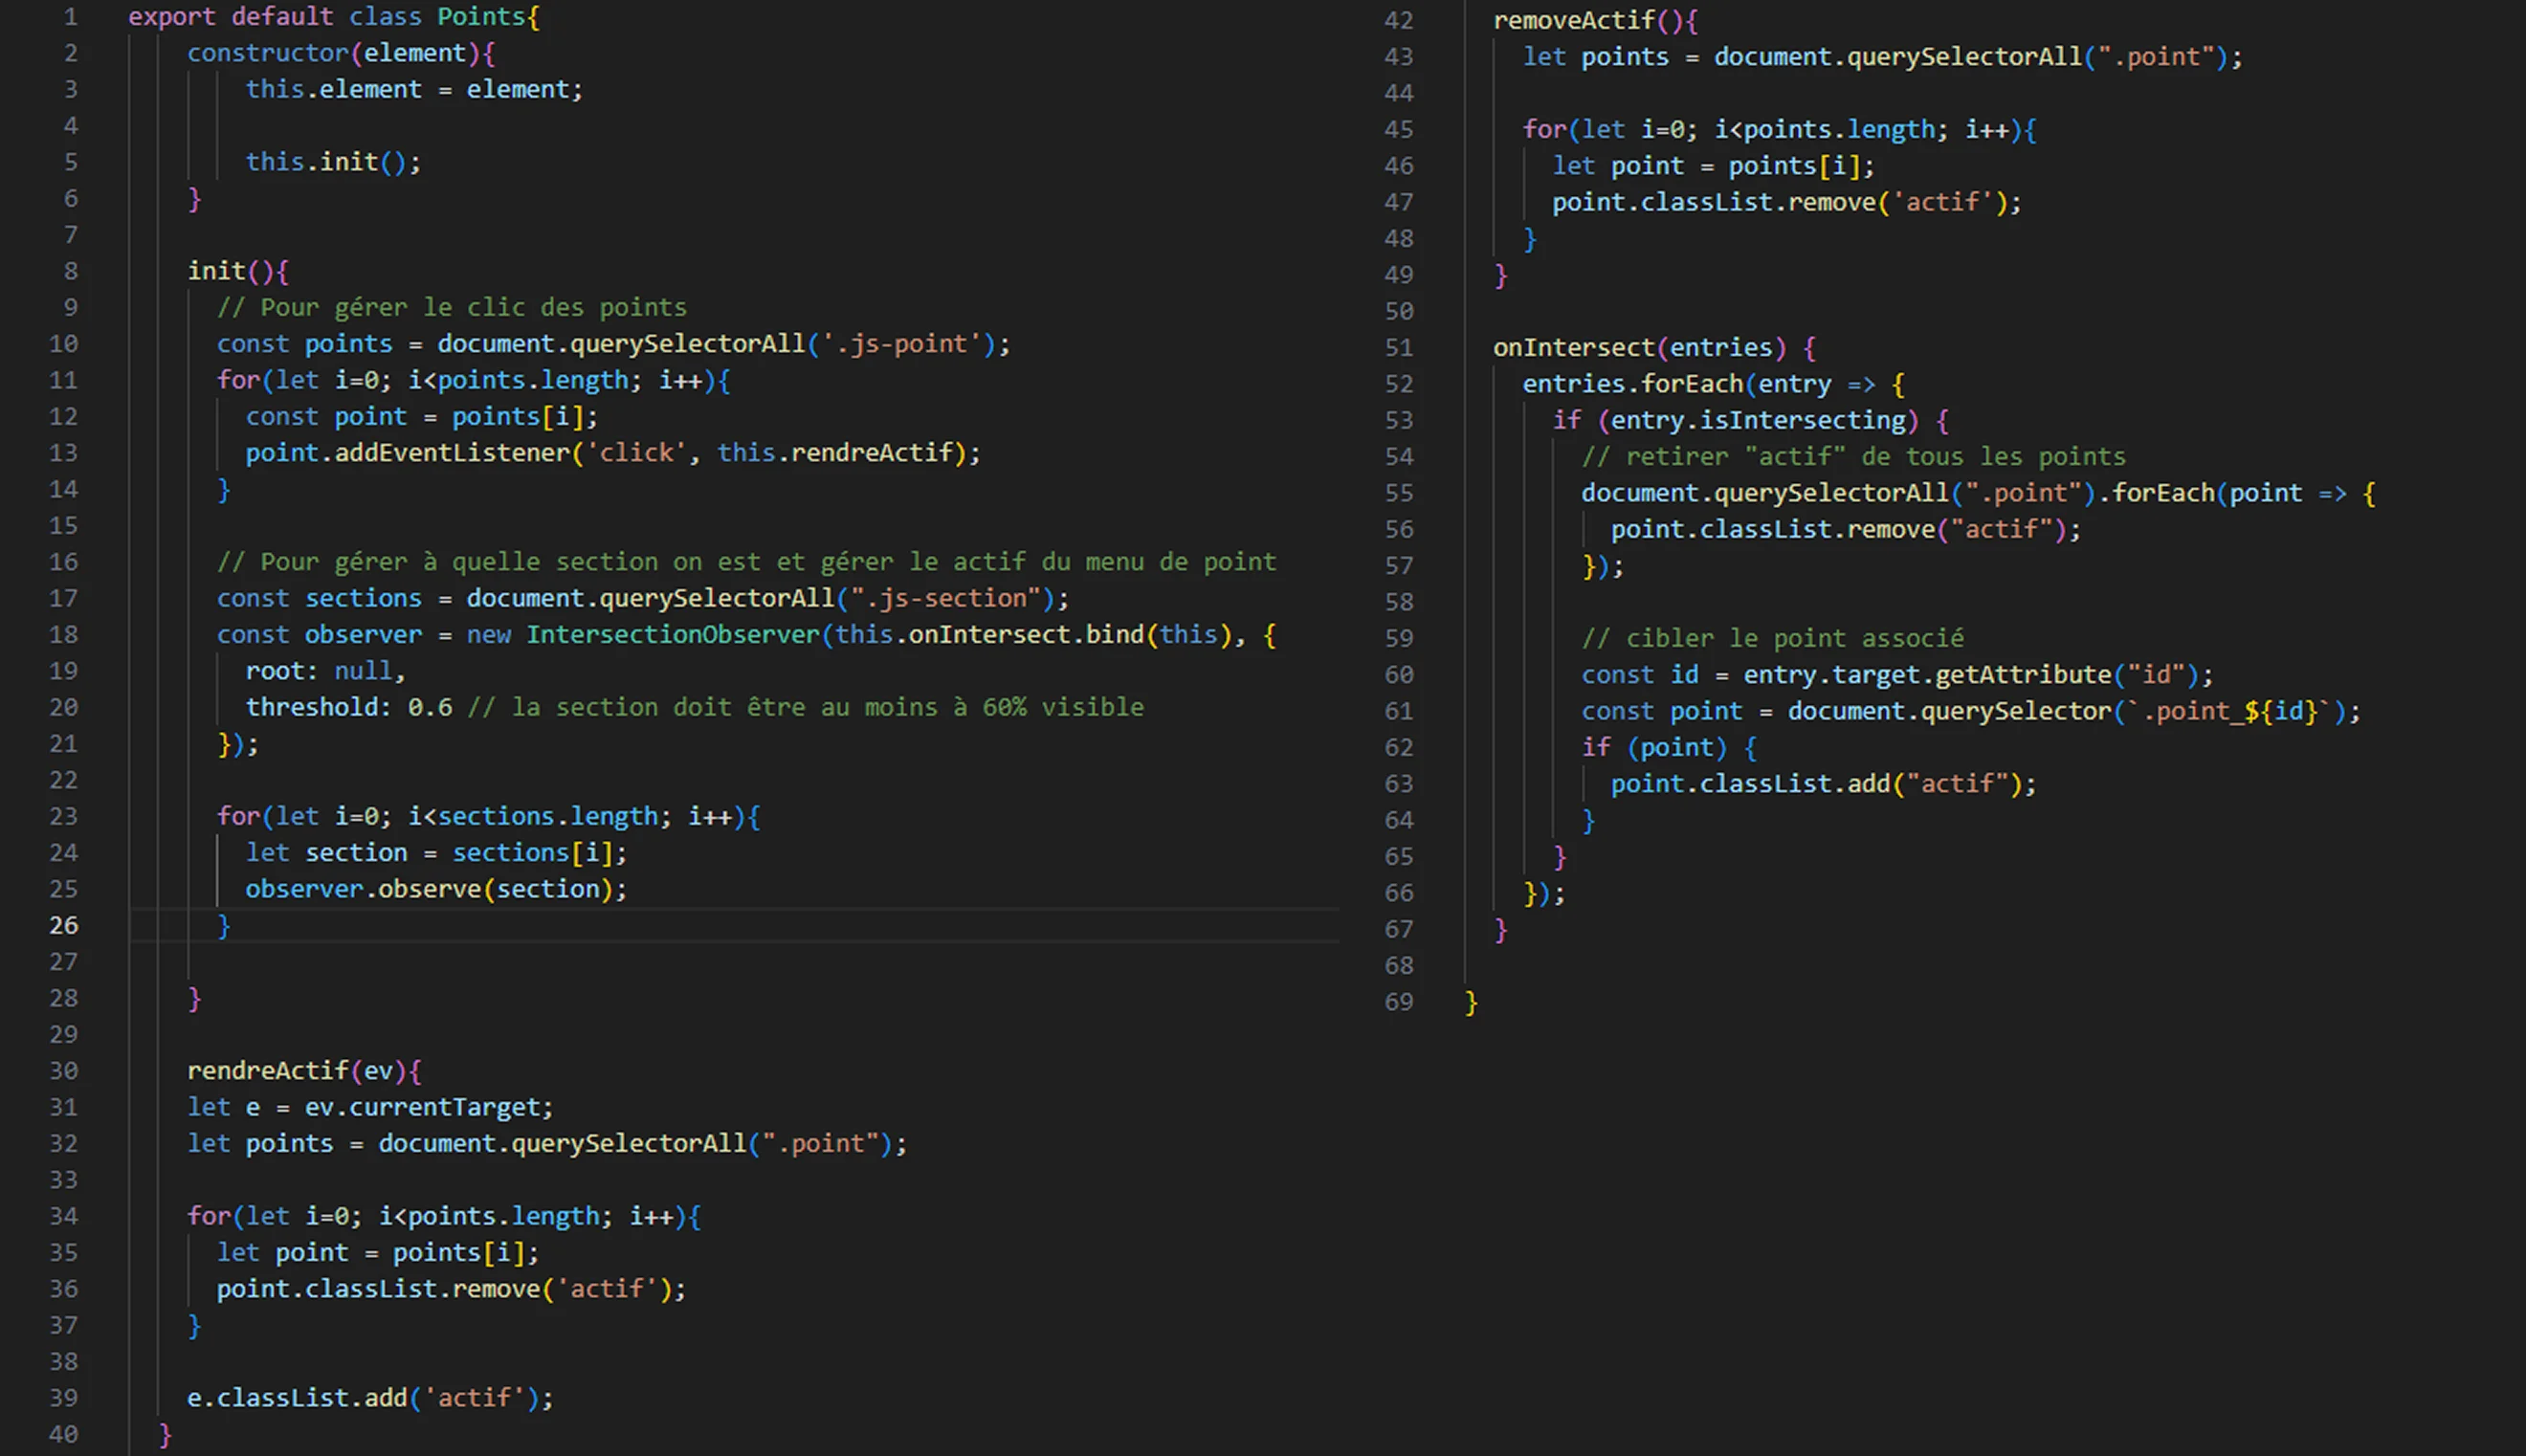 1 export default class Points{
2 constructor(element){
3 this.element = element;
4
5 this.init();
6 }
7
8 init(){
9 // Pour gérer le clic des points
10 const points = document.querySelectorAll('.js-point');
11 for(let i=0; i<points.length; i++){
12 const point = points[i];
13 point.addEventListener('click', this.rendreActif);
14 }
15
16 // Pour gérer à quelle section on est et gérer le actif du menu de point
17 const sections = document.querySelectorAll(".js-section");
18 const observer = new IntersectionObserver(this.onIntersect.bind(this), {
19 root: null,
20 threshold: 0.6 // la section doit être au moins à 60% visible
21 });
22
23 for(let i=0; i<sections.length; i++){
24 let section = sections[i];
25 observer.observe(section);
26 }
27
28 }
29
30 rendreActif(ev){
31 let e = ev.currentTarget;
32 let points = document.querySelectorAll(".point");
33
34 for(let i=0; i<points.length; i++){
35 let point = points[i];
36 point.classList.remove('actif');
37 }
38
39 e.classList.add('actif');
40 }
42 removeActif(){
43 let points = document.querySelectorAll(".point");
44
45 for(let i=0; i<points.length; i++){
46 let point = points[i];
47 point.classList.remove('actif');
48 }
49 }
50
51 onIntersect(entries) {
52 entries.forEach(entry => {
53 if (entry.isIntersecting) {
54 // retirer "actif" de tous les points
55 document.querySelectorAll(".point").forEach(point => {
56 point.classList.remove("actif");
57 });
58
59 // cibler le point associé
60 const id = entry.target.getAttribute("id");
61 const point = document.querySelector(`.point_${id}`);
62 if (point) {
63 point.classList.add("actif");
64 }
65 }
66 });
67 }
68
69 }